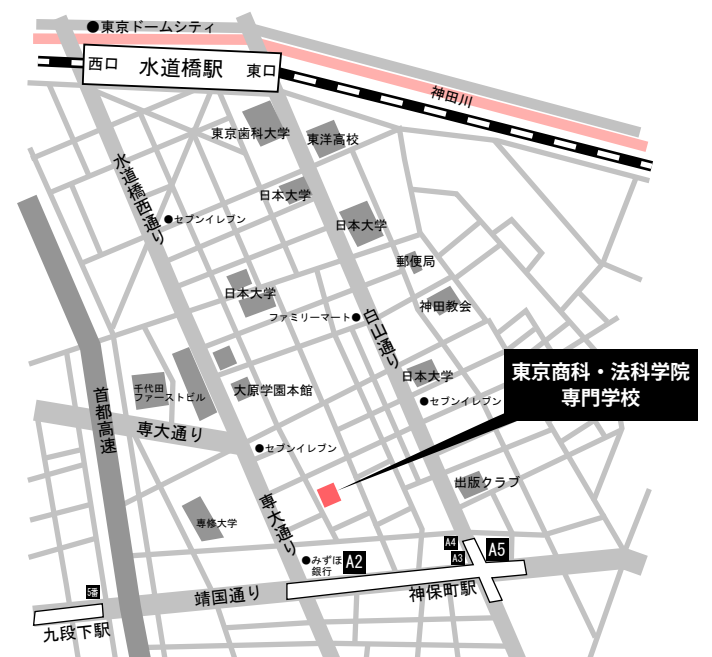 ●東京ドームシティ
西口 水道橋駅 東口
神田川
東京歯科大学
東洋高校
水道橋西通り
日本大学
●セブンイレブン
日本大学
郵便局
日本大学
神田教会
ファミリーマート●
白山通り
東京商科・法科学院
専門学校
日本大学
千代田
ファーストビル
大原学園本館
首都高速
●セブンイレブン
専大通り
●セブンイレブン
出版クラブ
専大通り
専修大学
A4
A5
A3
●みずほ
銀行
A2
5番
靖国通り
神保町駅
九段下駅